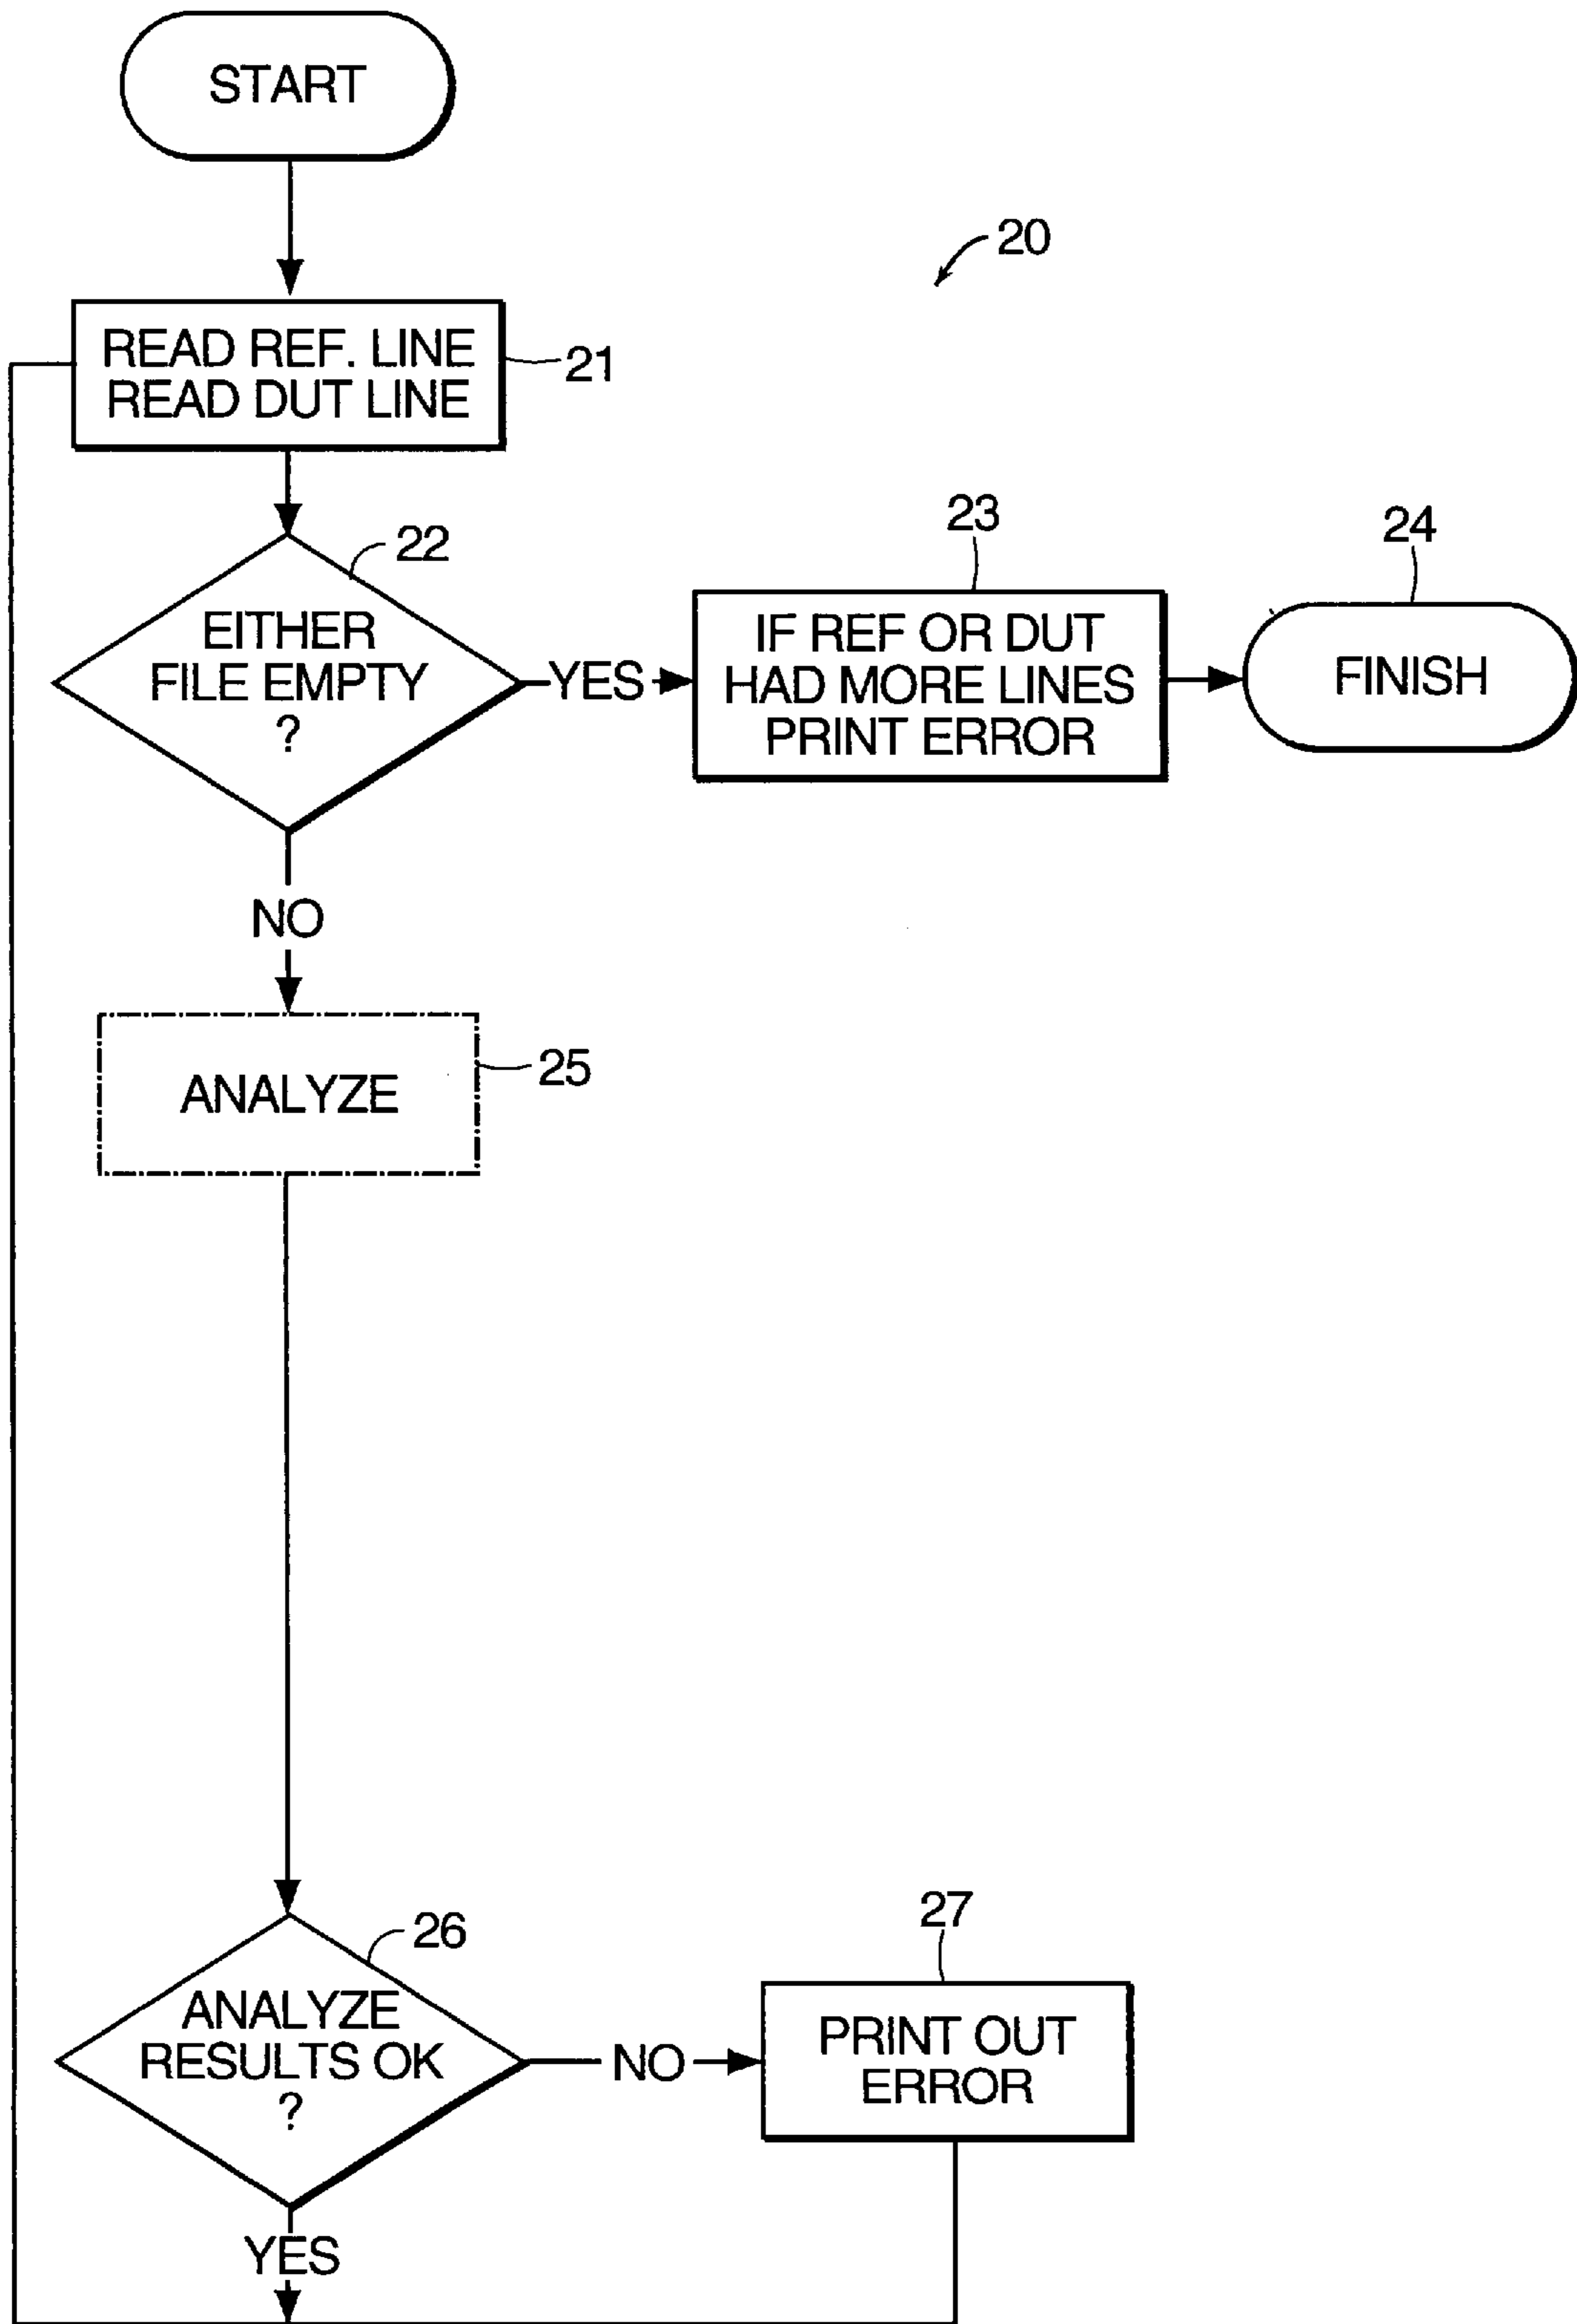 START
20
READ REF. LINE
READ DUT LINE
21
22
EITHER
FILE EMPTY
?
YES
23
IF REF OR DUT
HAD MORE LINES
PRINT ERROR
24
FINISH
NO
ANALYZE
25
26
ANALYZE
RESULTS OK
?
NO
27
PRINT OUT
ERROR
YES